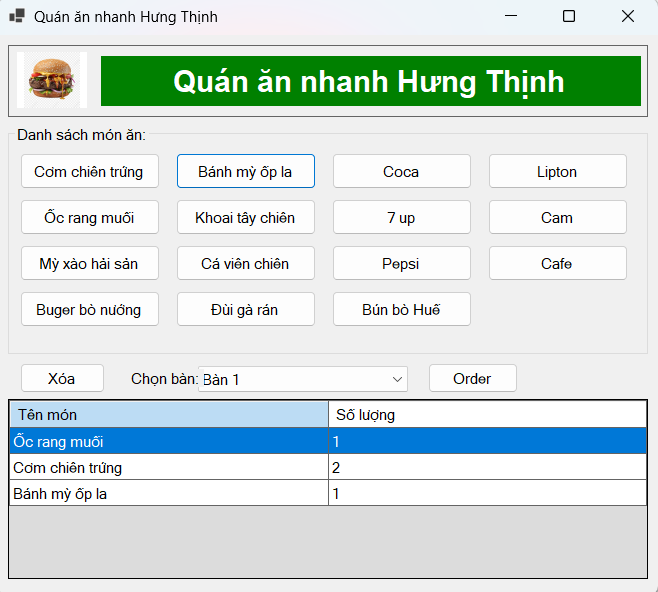 Quán ăn nhanh Hưng Thịnh
Quán ăn nhanh Hưng Thịnh
Danh sách món ăn:
Cơm chiên trứng Bánh mỳ ốp la Coca Lipton
Ốc rang muối Khoai tây chiên 7 up Cam
Mỳ xào hải sản Cá viên chiên Pepsi Cafe
Buger bò nướng Đùi gà rán Bún bò Huế
Xóa Chọn bàn: Bàn 1 Order
Tên món Số lượng
Ốc rang muối 1
Cơm chiên trứng 2
Bánh mỳ ốp la 1